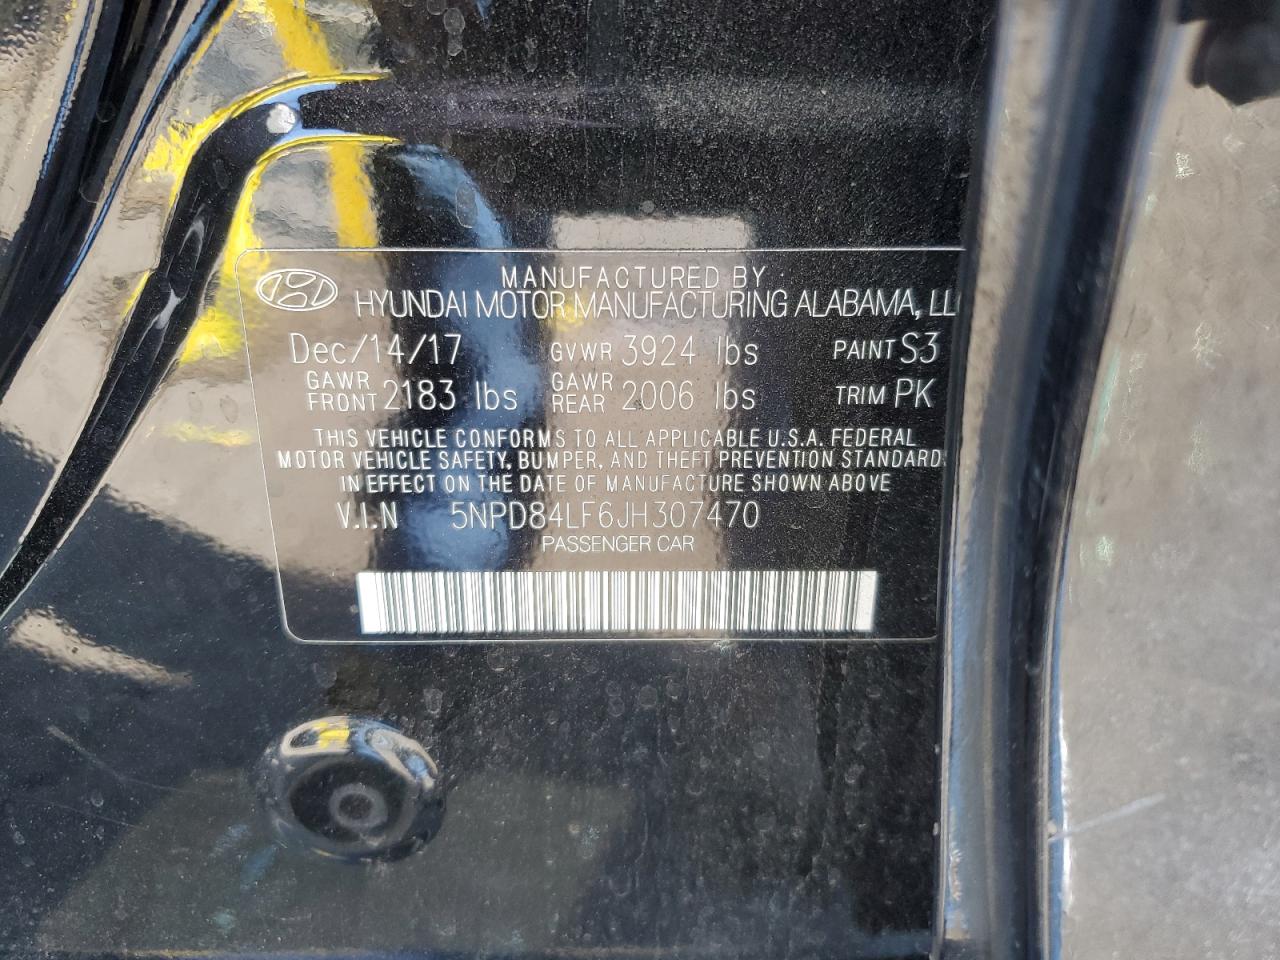 MANUFACTURED BY
HYUNDAI MOTOR MANUFACTURING ALABAMA, LLC
Dec/14/17 GVWR 3924 lbs PAINT S3
GAWR FRONT 2183 lbs GAWR REAR 2006 lbs TRIM PK
THIS VEHICLE CONFORMS TO ALL APPLICABLE U.S.A. FEDERAL
MOTOR VEHICLE SAFETY, BUMPER, AND THEFT PREVENTION STANDARDS
IN EFFECT ON THE DATE OF MANUFACTURE SHOWN ABOVE
V.I.N 5NPD84LF6JH307470
PASSENGER CAR